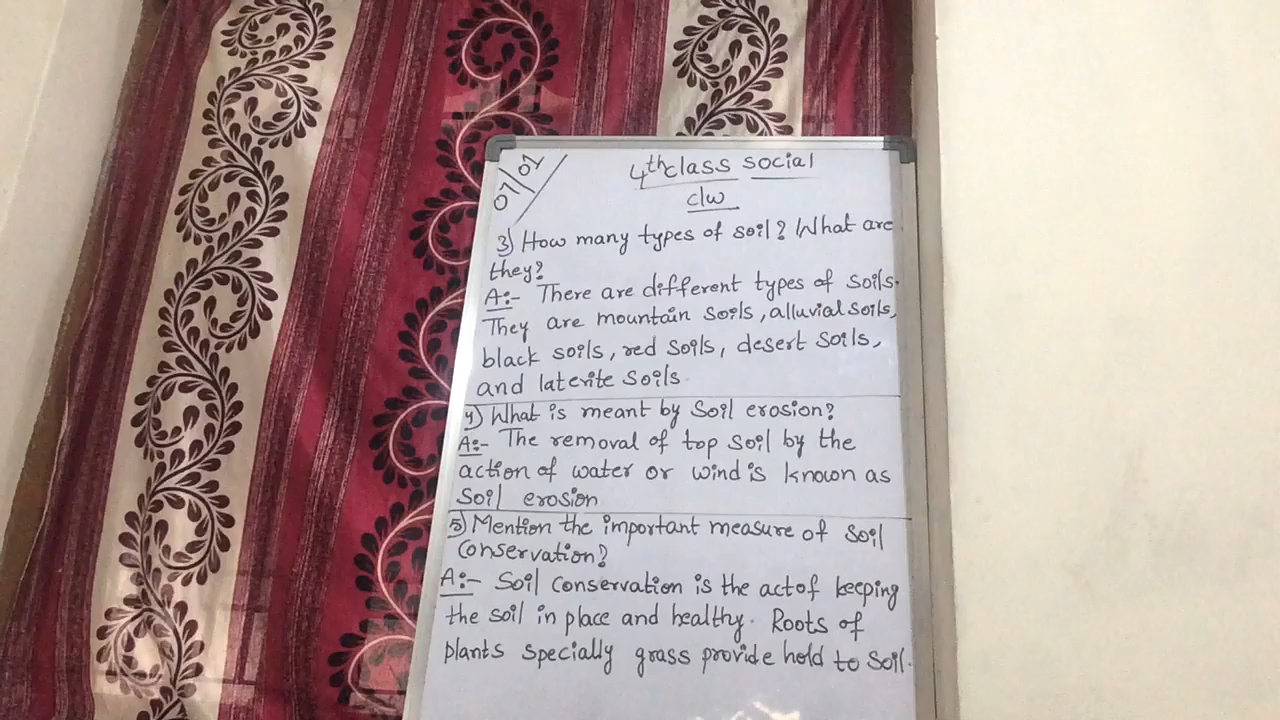 07/02
4th class social
c/w
3) How many types of soil? What are
they?
A:- There are different types of soils.
They are mountain soils, alluvial soils,
black soils, red soils, desert soils,
and laterite soils.
4) What is meant by Soil erosion?
A:- The removal of top soil by the
action of water or wind is known as
soil erosion
5) Mention the important measure of soil
conservation?
A:- Soil conservation is the act of keeping
the soil in place and healthy. Roots of
plants specially grass provide hold to soil.